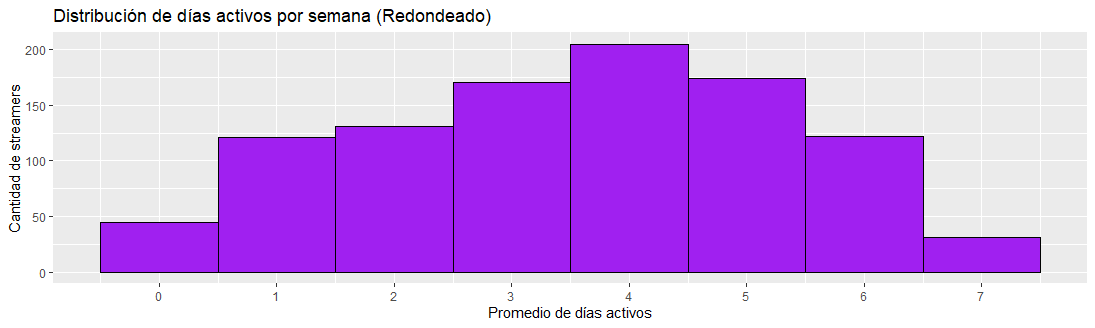 Distribución de días activos por semana (Redondeado)
Cantidad de streamers
200
150
100
50
0
0 1 2 3 4 5 6 7
Promedio de días activos